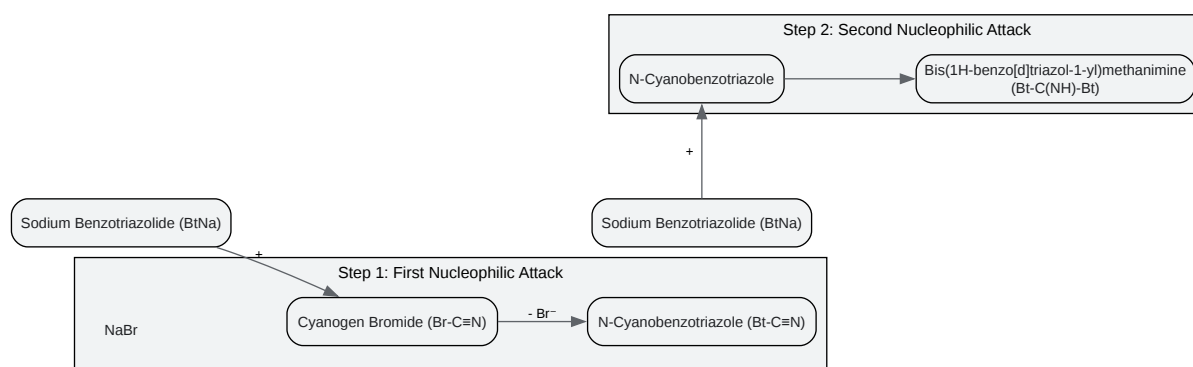 Step 2: Second Nucleophilic Attack
N-Cyanobenzotriazole
Bis(1H-benzo[d]triazol-1-yl)methanimine
(Bt-C(NH)-Bt)
+
Sodium Benzotriazolide (BtNa)
Sodium Benzotriazolide (BtNa)
+
Step 1: First Nucleophilic Attack
NaBr
Cyanogen Bromide (Br-C≡N)
- Br⁻
N-Cyanobenzotriazole (Bt-C≡N)